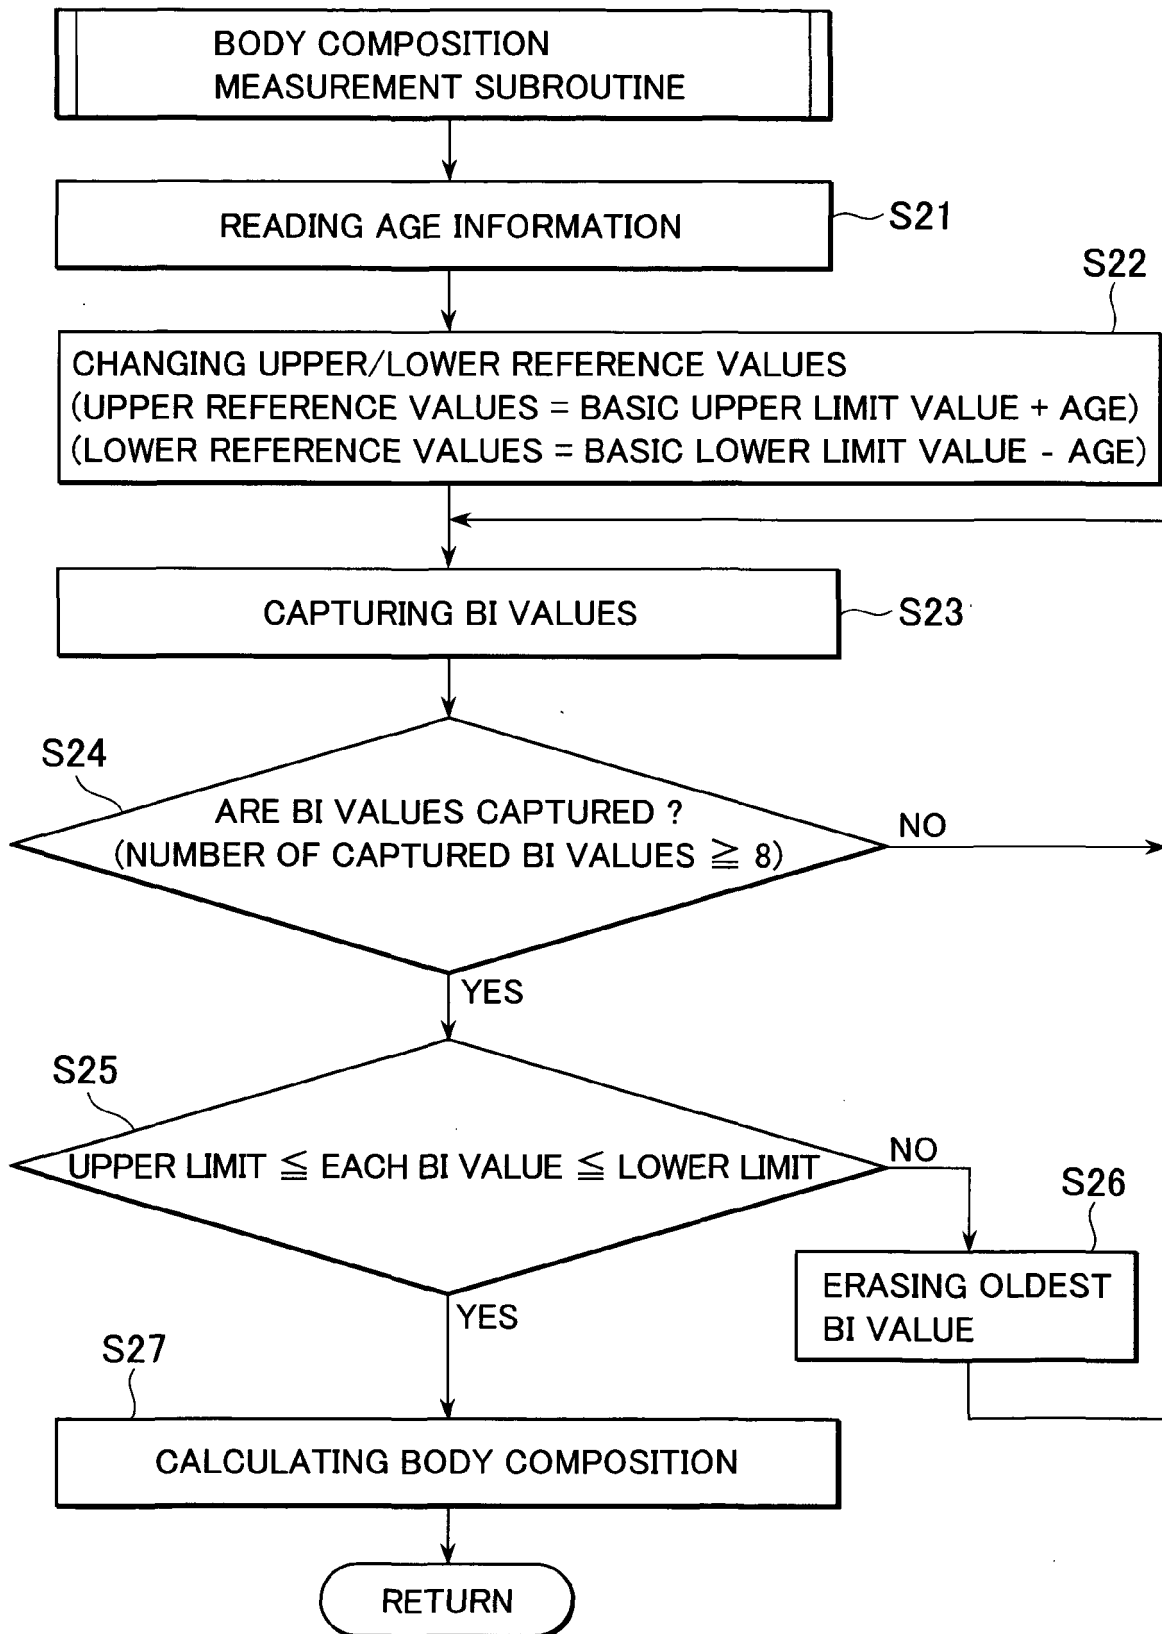 BODY COMPOSITION
MEASUREMENT SUBROUTINE
READING AGE INFORMATION
S21
S22
CHANGING UPPER/LOWER REFERENCE VALUES
(UPPER REFERENCE VALUES = BASIC UPPER LIMIT VALUE + AGE)
(LOWER REFERENCE VALUES = BASIC LOWER LIMIT VALUE - AGE)
CAPTURING BI VALUES
S23
S24
ARE BI VALUES CAPTURED ?
(NUMBER OF CAPTURED BI VALUES ≧ 8)
NO
YES
S25
UPPER LIMIT ≦ EACH BI VALUE ≦ LOWER LIMIT
NO
S26
ERASING OLDEST
BI VALUE
YES
S27
CALCULATING BODY COMPOSITION
RETURN